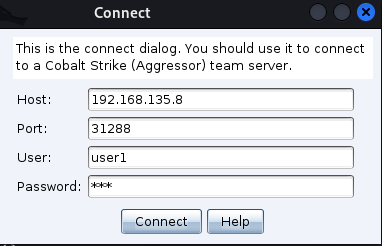 Connect
This is the connect dialog. You should use it to connect
to a Cobalt Strike (Aggressor) team server.
Host: 192.168.135.8
Port: 31288
User: user1
Password: ***
Connect Help